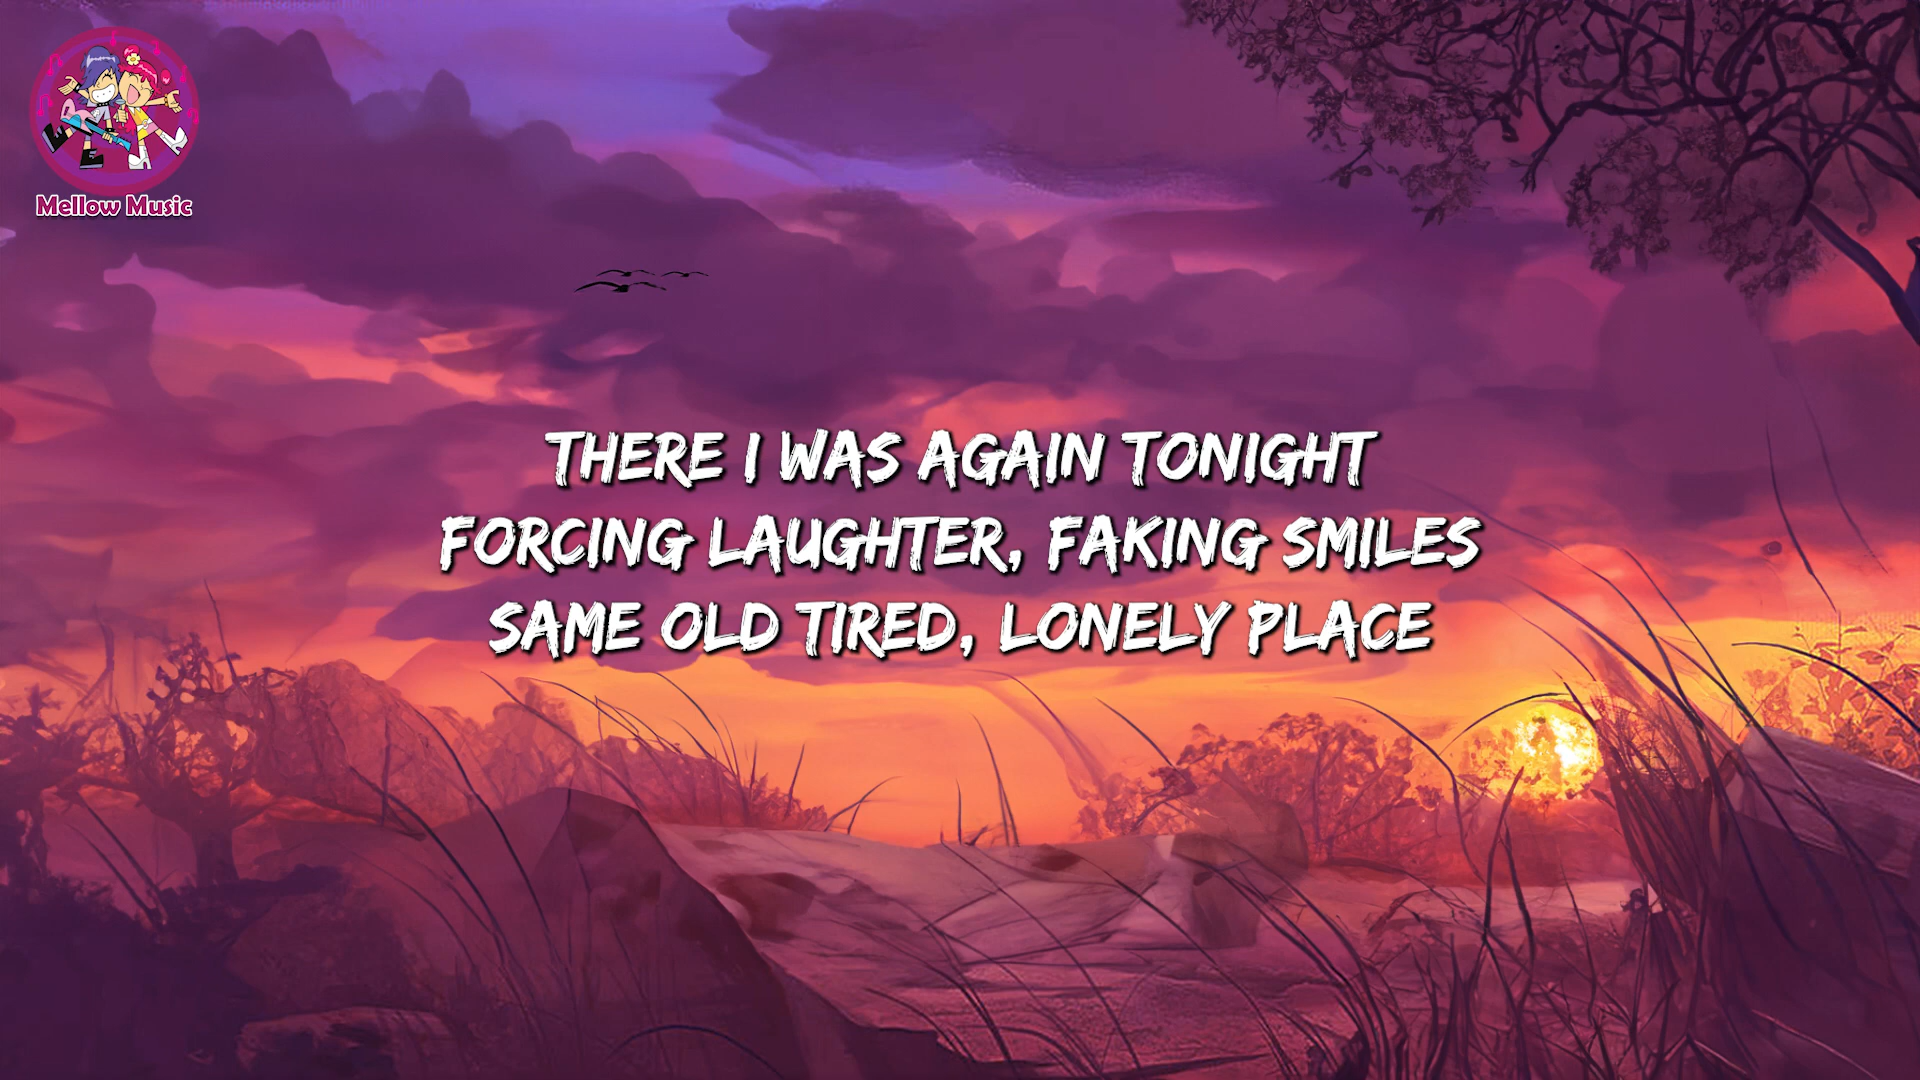 Mellow Music
THERE I WAS AGAIN TONIGHT
FORCING LAUGHTER, FAKING SMILES
SAME OLD TIRED, LONELY PLACE